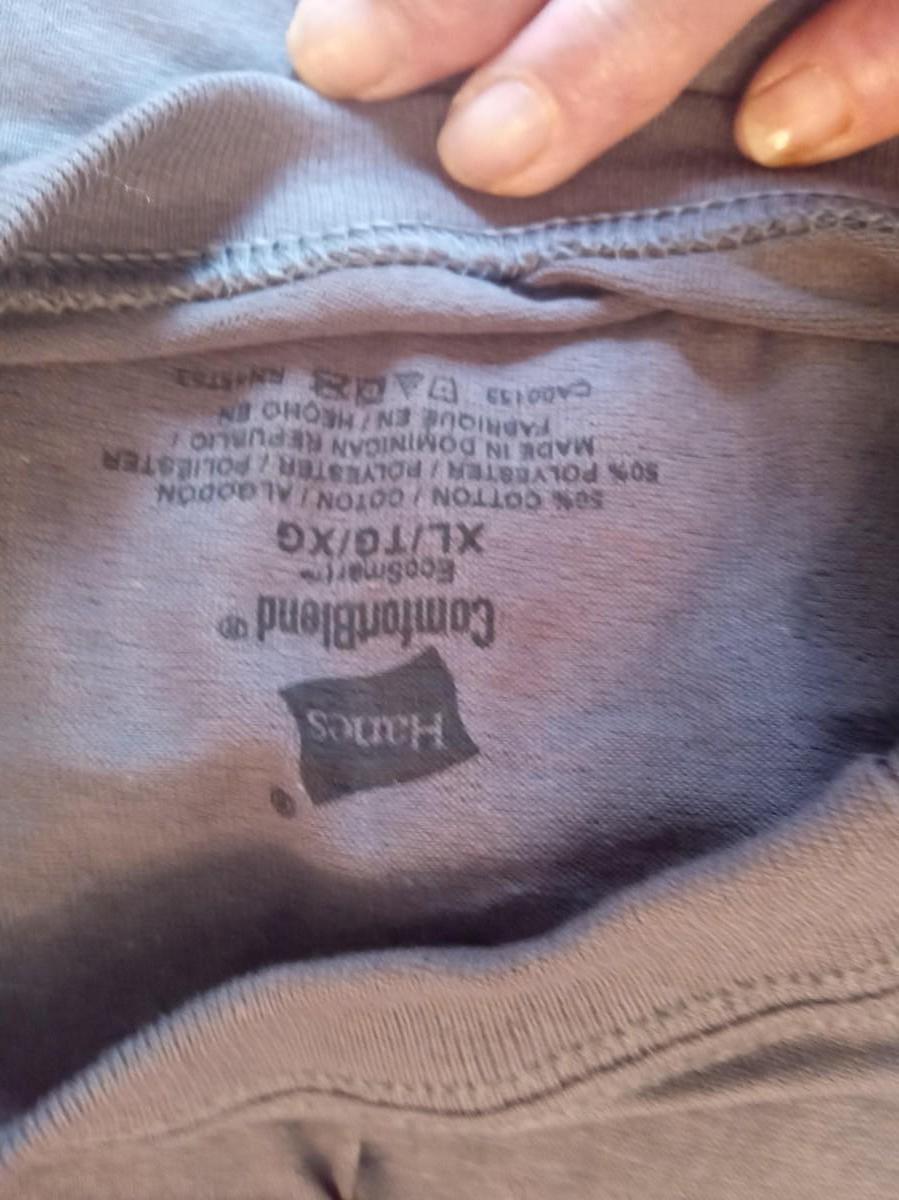 Hanes
®
ComfortBlend®
EcoSmart™
XL/TG/XG
50% COTTON / COTON / ALGODÓN
50% POLYESTER / POLYESTER / POLIÉSTER
MADE IN DOMINICAN REPUBLIC /
FABRIQUÉ EN / HECHO EN
CA00133 RN15763